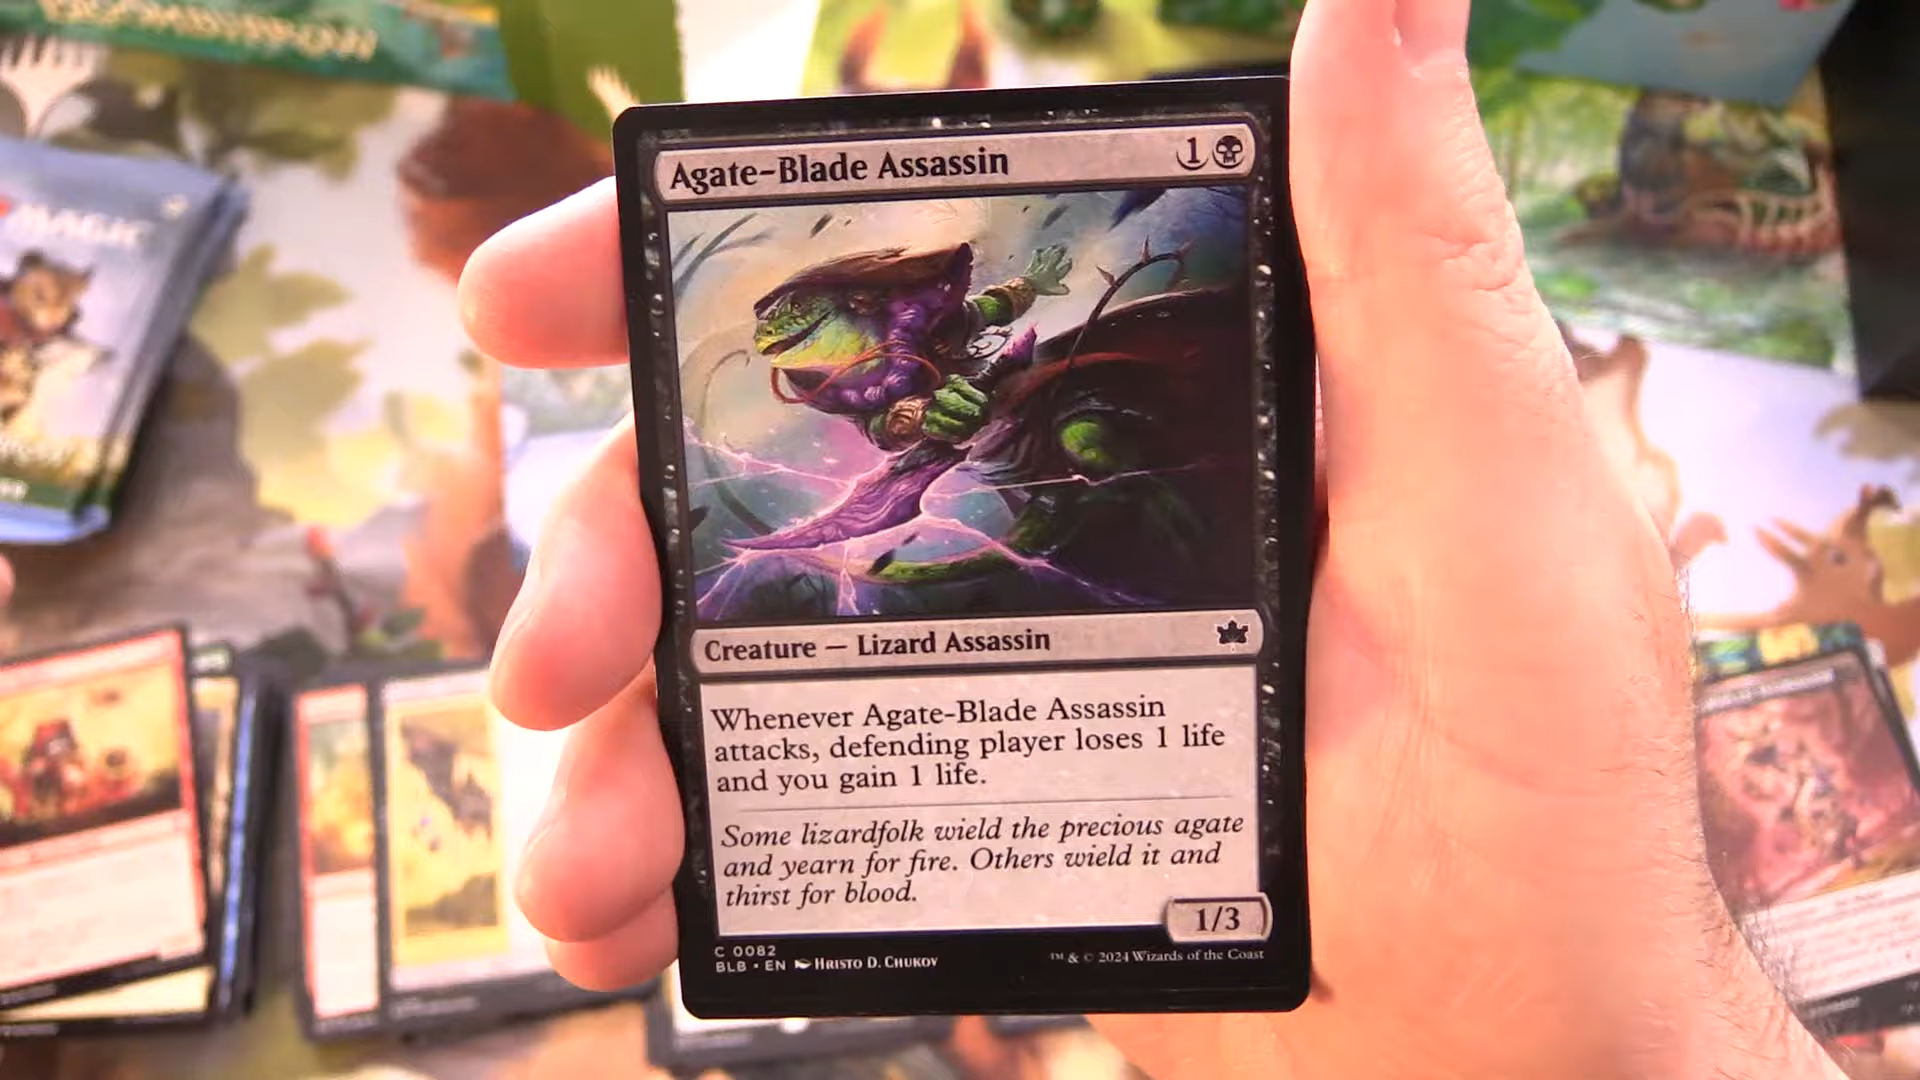 MAGIC
Agate-Blade Assassin
1
Creature — Lizard Assassin
Whenever Agate-Blade Assassin
attacks, defending player loses 1 life
and you gain 1 life.
Some lizardfolk wield the precious agate
and yearn for fire. Others wield it and
thirst for blood.
1/3
C 0082
BLB • EN HRISTO D. CHUKOV
™ & © 2024 Wizards of the Coast